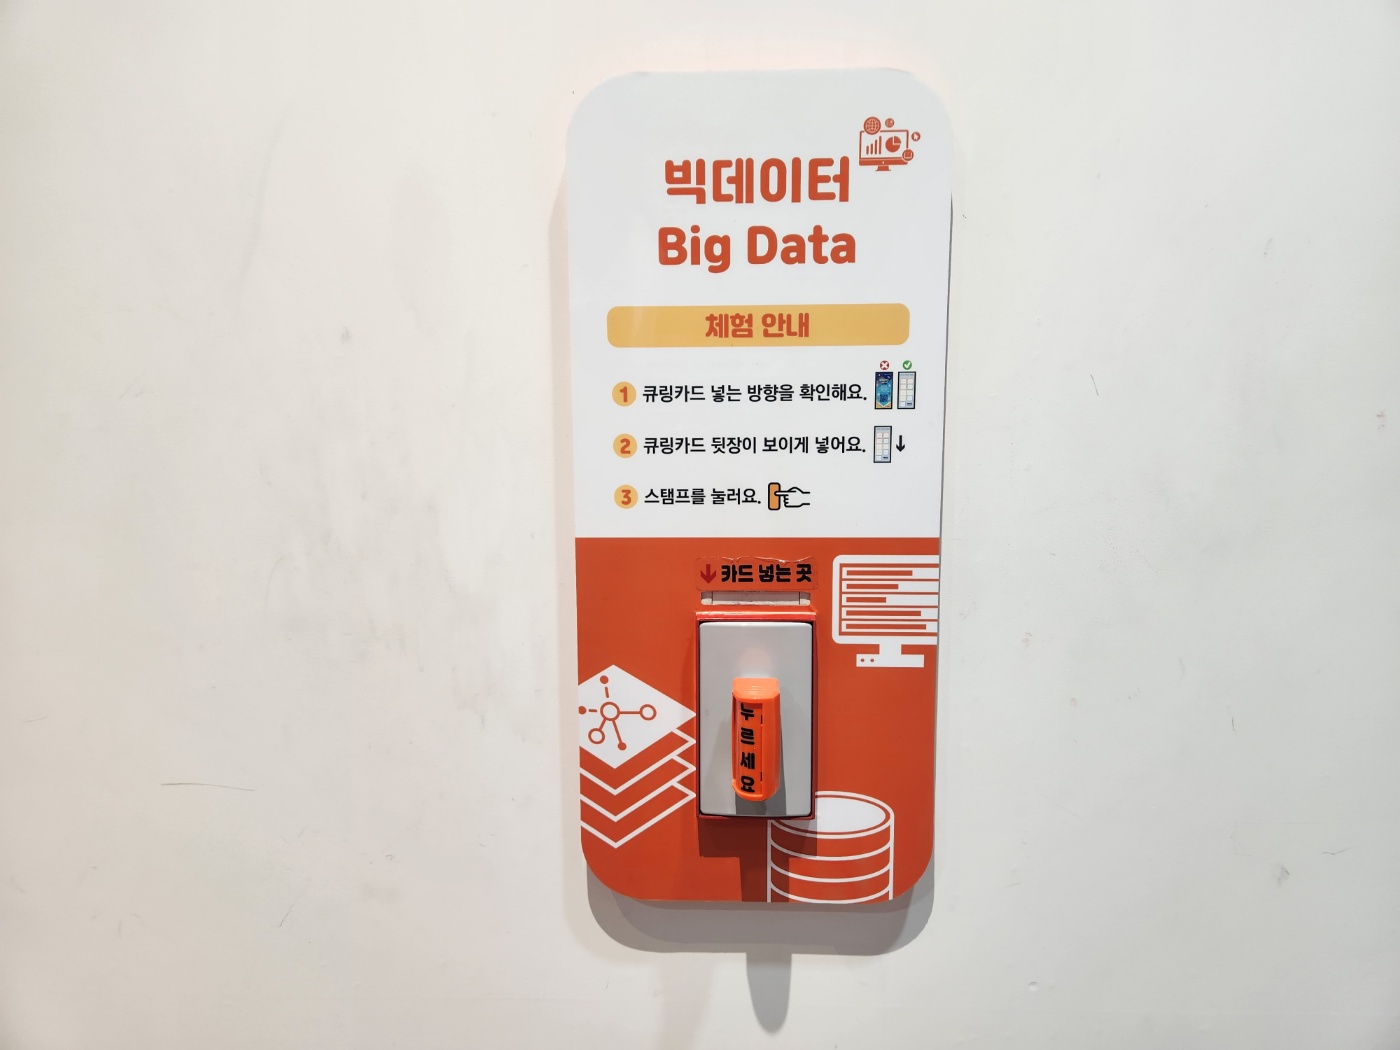 빅데이터
Big Data
체험 안내
1 큐링카드 넣는 방향을 확인해요.
2 큐링카드 뒷장이 보이게 넣어요.
3 스탬프를 눌러요.
↓ 카드 넣는 곳
누르세요